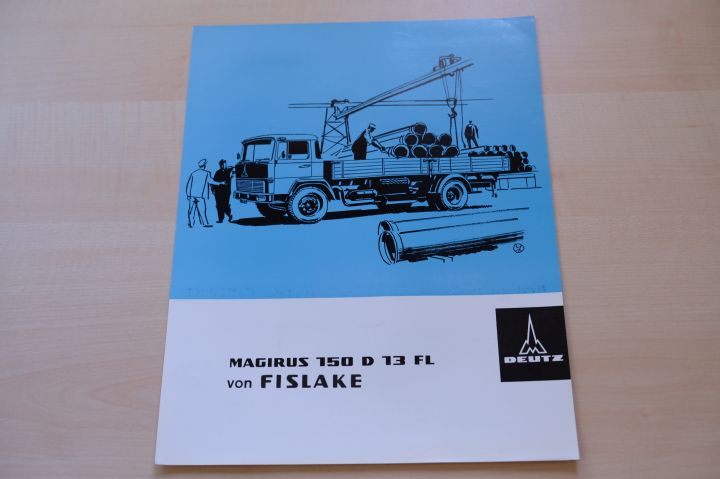 MAGIRUS 150 D 13 FL
von FISLAKE
DEUTZ